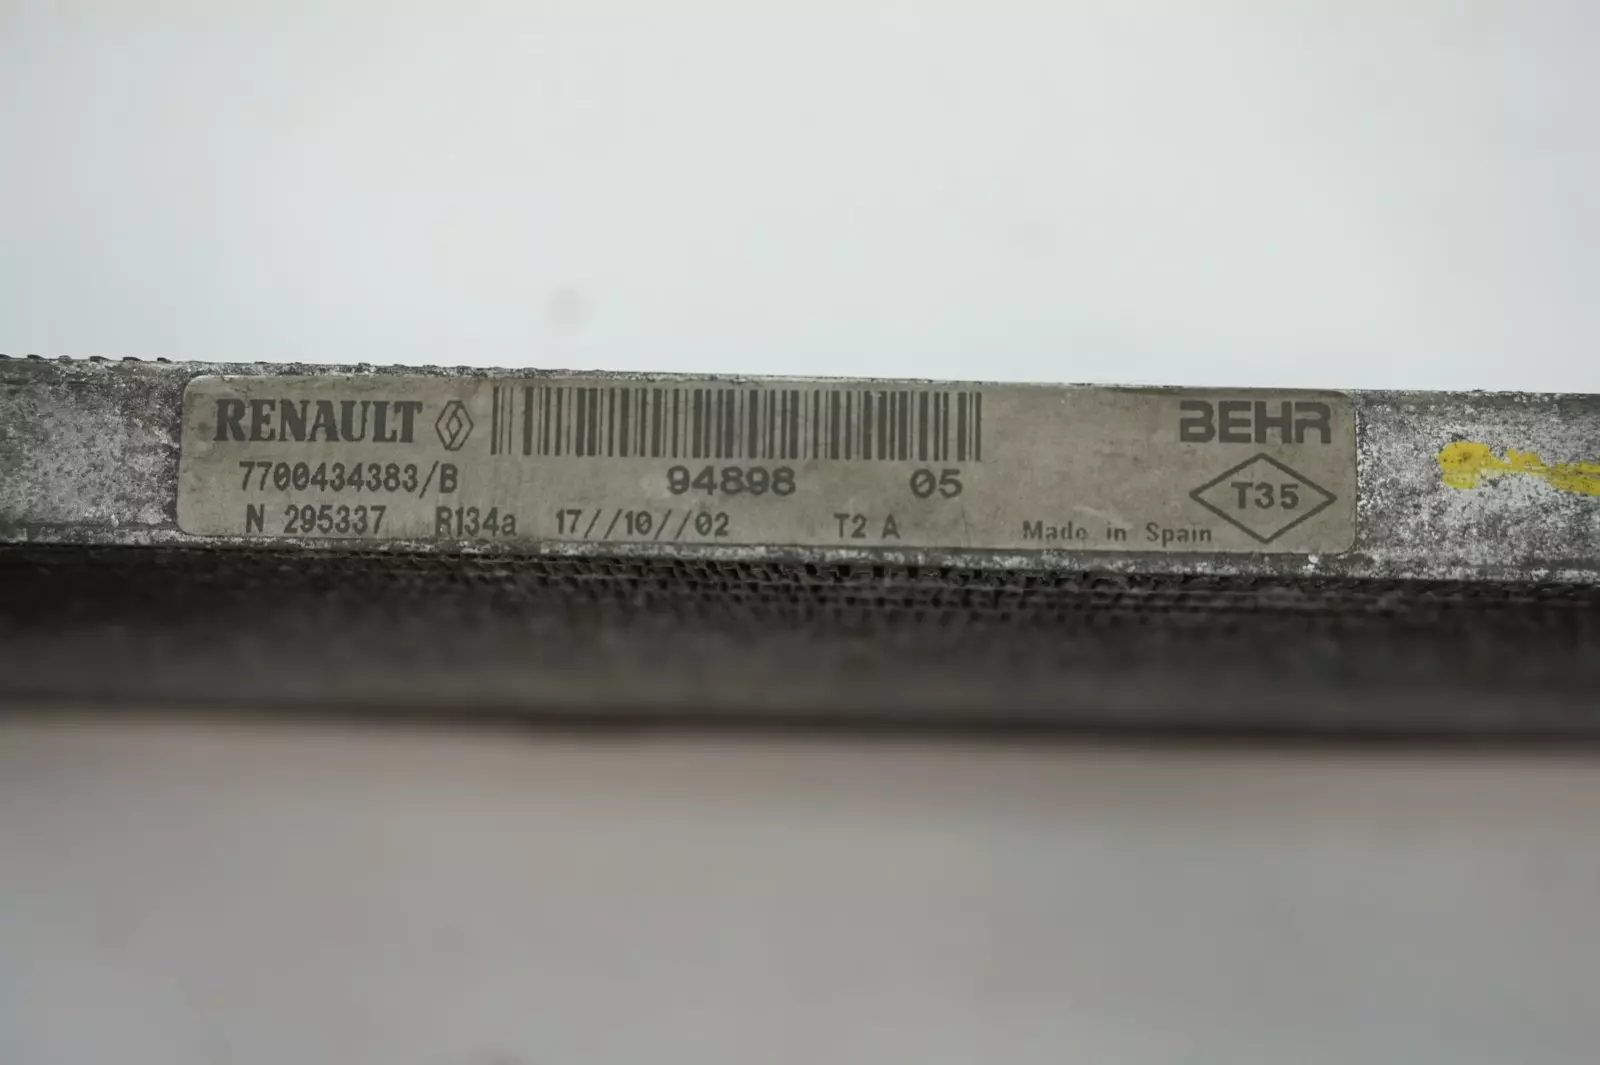 RENAULT BEHR
7700434383/B 94898 05 T35
N 295337 R134a 17//10//02 T2 A Made in Spain